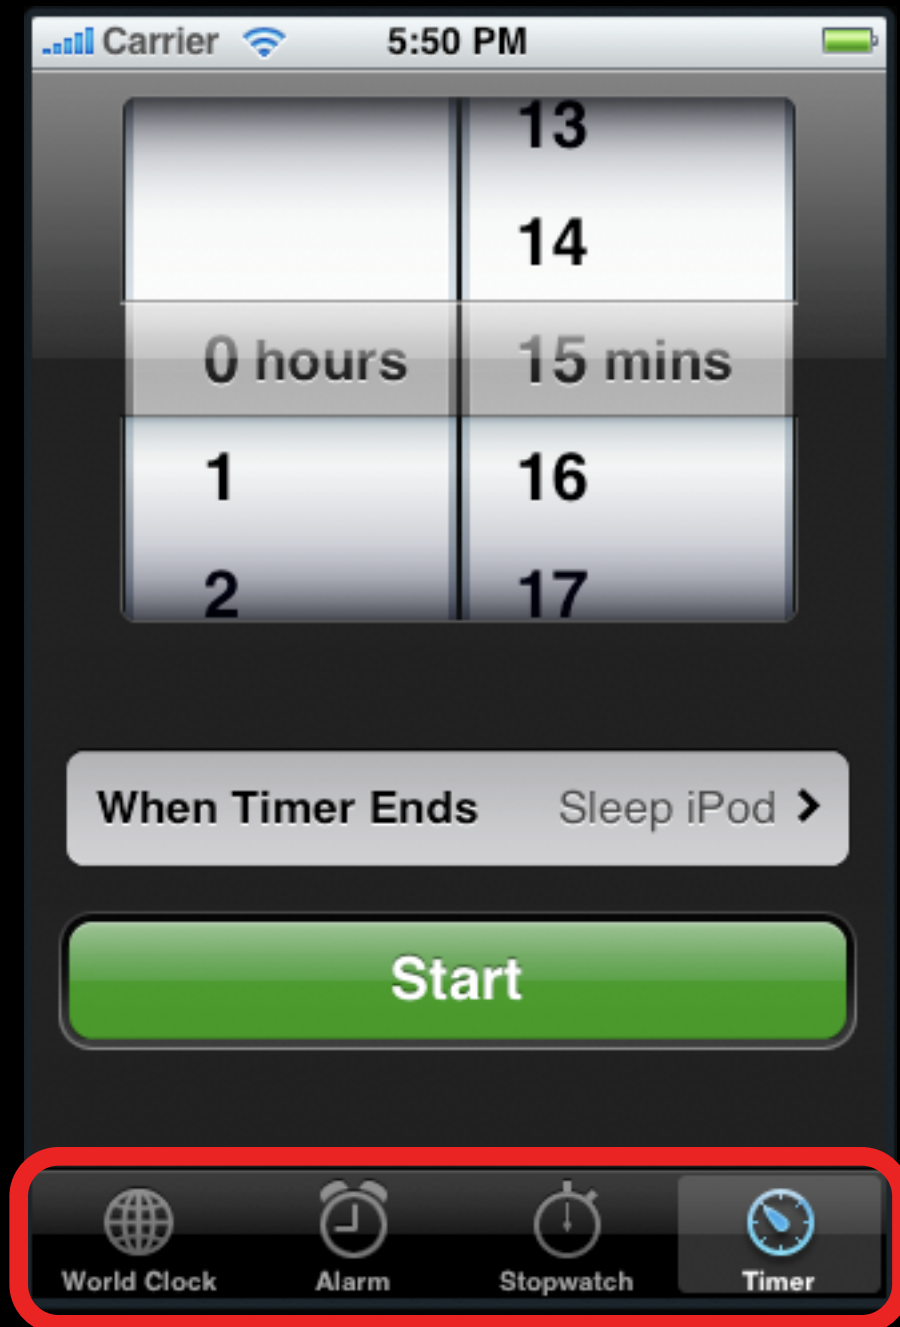 Carrier 5:50 PM
13
14
0 hours 15 mins
1 16
2 17
When Timer Ends Sleep iPod
Start
World Clock Alarm Stopwatch Timer